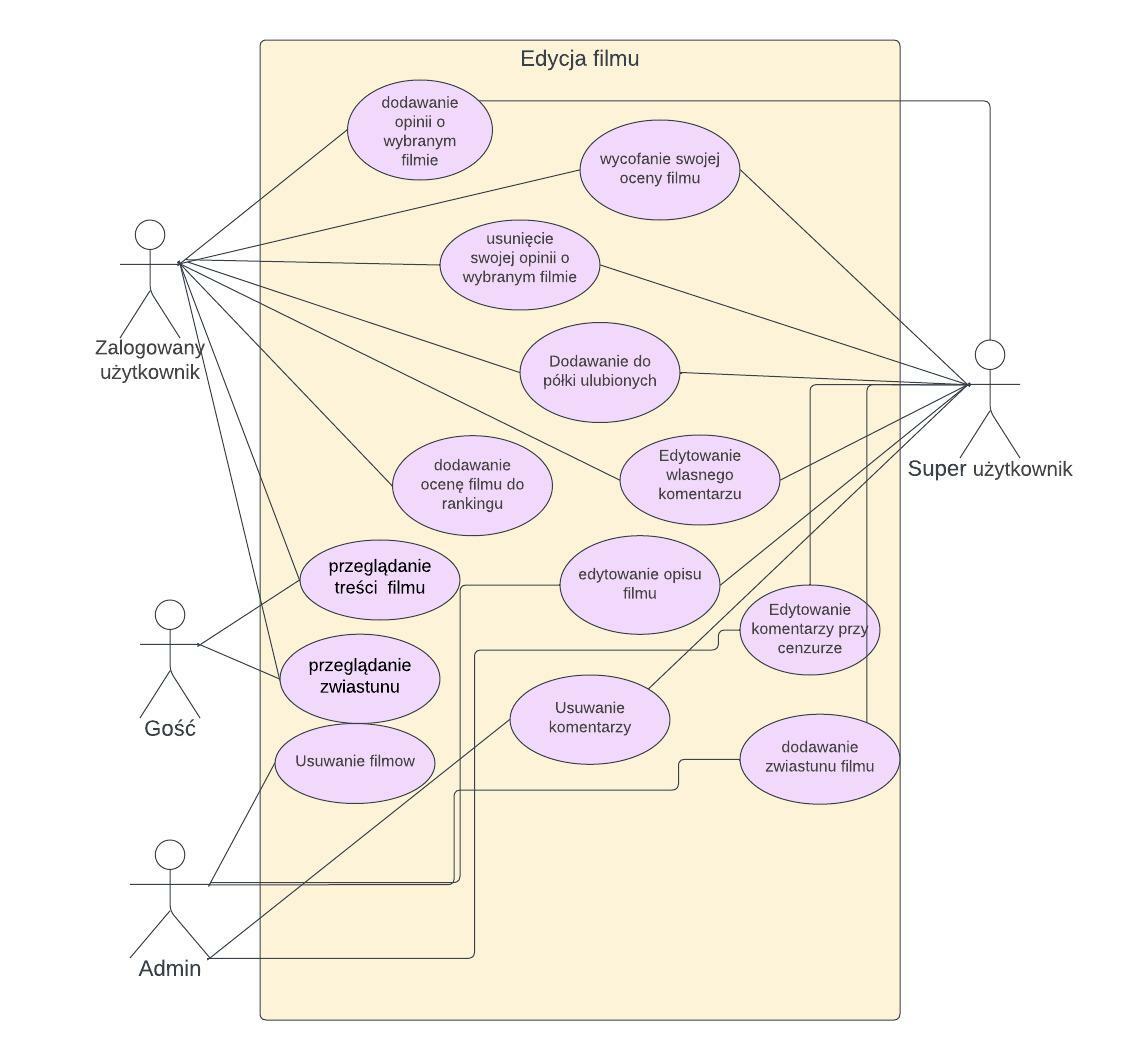 Edycja filmu
dodawanie
opinii o
wybranym
filmie
wycofanie swojej
oceny filmu
usunięcie
swojej opinii o
wybranym filmie
Zalogowany
użytkownik
Dodawanie do
półki ulubionych
Super użytkownik
dodawanie
ocenę filmu do
rankingu
Edytowanie
wlasnego
komentarzu
przeglądanie
treści  filmu
edytowanie opisu
filmu
Edytowanie
komentarzy przy
cenzurze
Gość
przeglądanie
zwiastunu
Usuwanie
komentarzy
Usuwanie filmow
dodawanie
zwiastunu filmu
Admin